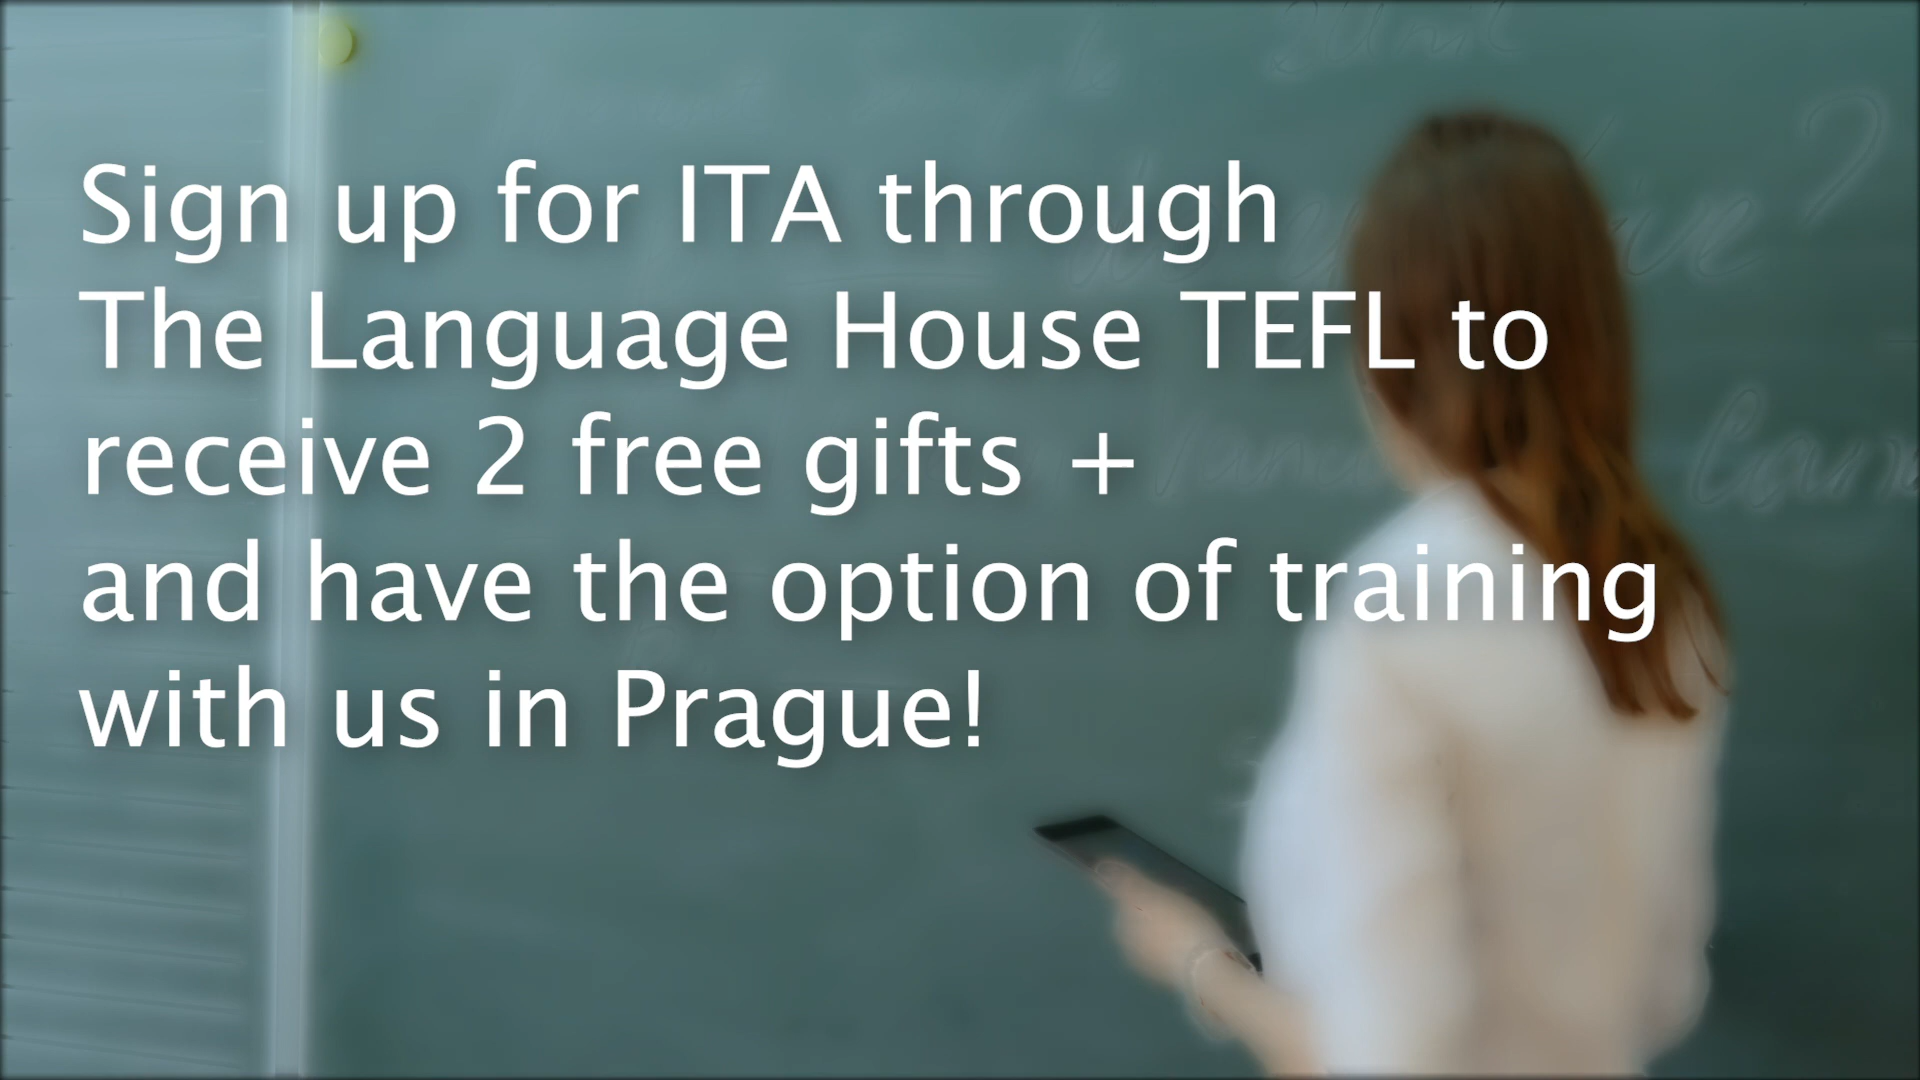 Sign up for ITA through
The Language House TEFL to
receive 2 free gifts +
and have the option of training
with us in Prague!